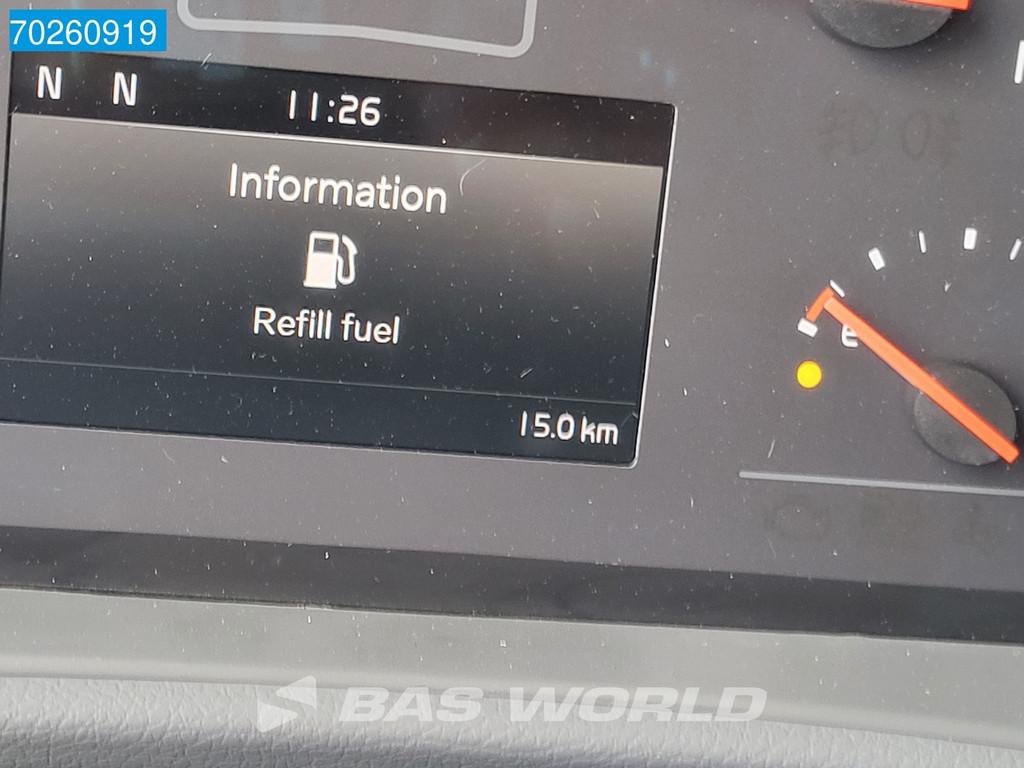 70260919
N N 11:26
Information
Refill fuel
e
15.0 km
BAS WORLD